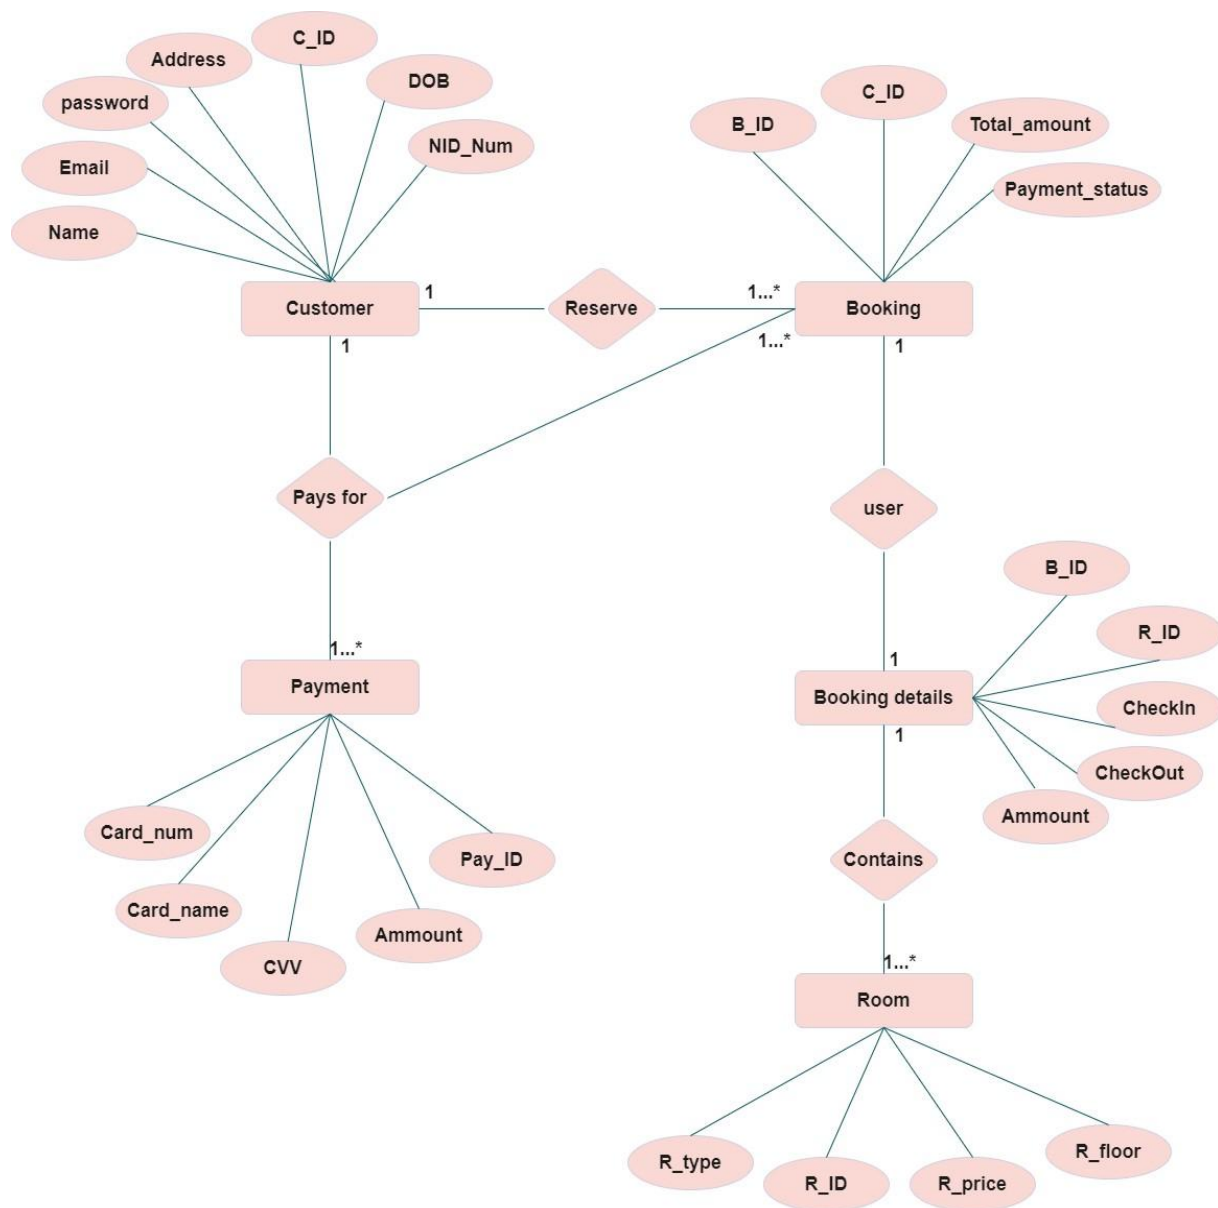 C_ID
Address
DOB
password
NID_Num
Email
Name
C_ID
B_ID
Total_amount
Payment_status
Customer
1
Reserve
1...*
Booking
1
1...*
1
Pays for
user
B_ID
R_ID
1...*
1
Payment
Booking details
CheckIn
1
CheckOut
Ammount
Card_num
Pay_ID
Contains
Card_name
Ammount
CVV
1...*
Room
R_type
R_ID
R_price
R_floor